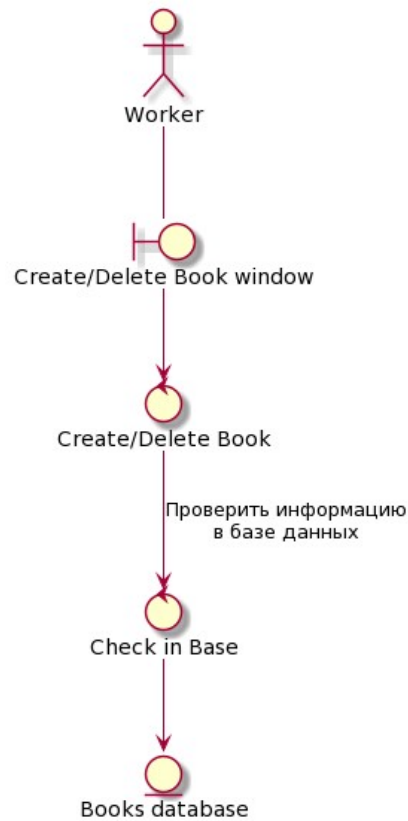 Worker
Create/Delete Book window
Create/Delete Book
Проверить информацию
в базе данных
Check in Base
Books database